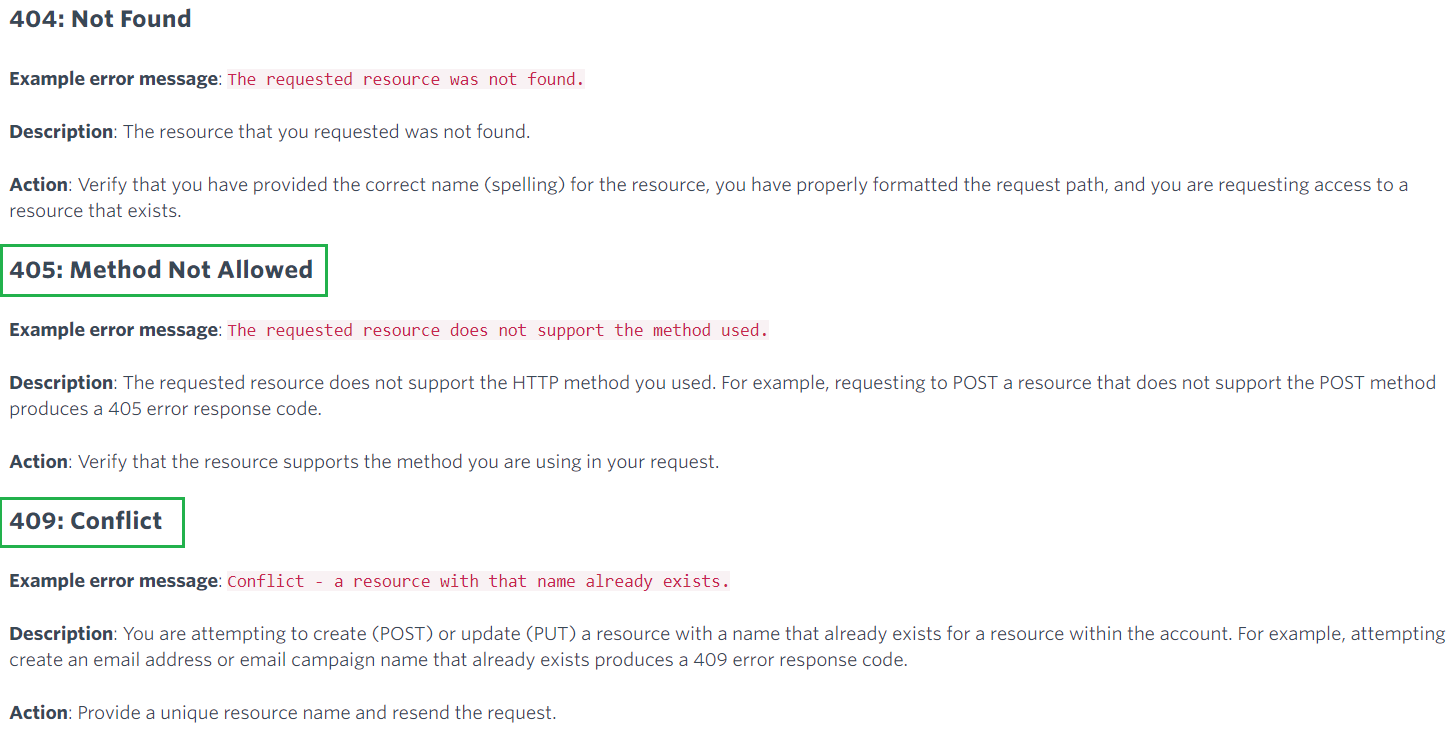 404: Not Found
Example error message: The requested resource was not found.
Description: The resource that you requested was not found.
Action: Verify that you have provided the correct name (spelling) for the resource, you have properly formatted the request path, and you are requesting access to a
resource that exists.
405: Method Not Allowed
Example error message: The requested resource does not support the method used.
Description: The requested resource does not support the HTTP method you used. For example, requesting to POST a resource that does not support the POST method
produces a 405 error response code.
Action: Verify that the resource supports the method you are using in your request.
409: Conflict
Example error message: Conflict - a resource with that name already exists.
Description: You are attempting to create (POST) or update (PUT) a resource with a name that already exists for a resource within the account. For example, attempting
create an email address or email campaign name that already exists produces a 409 error response code.
Action: Provide a unique resource name and resend the request.